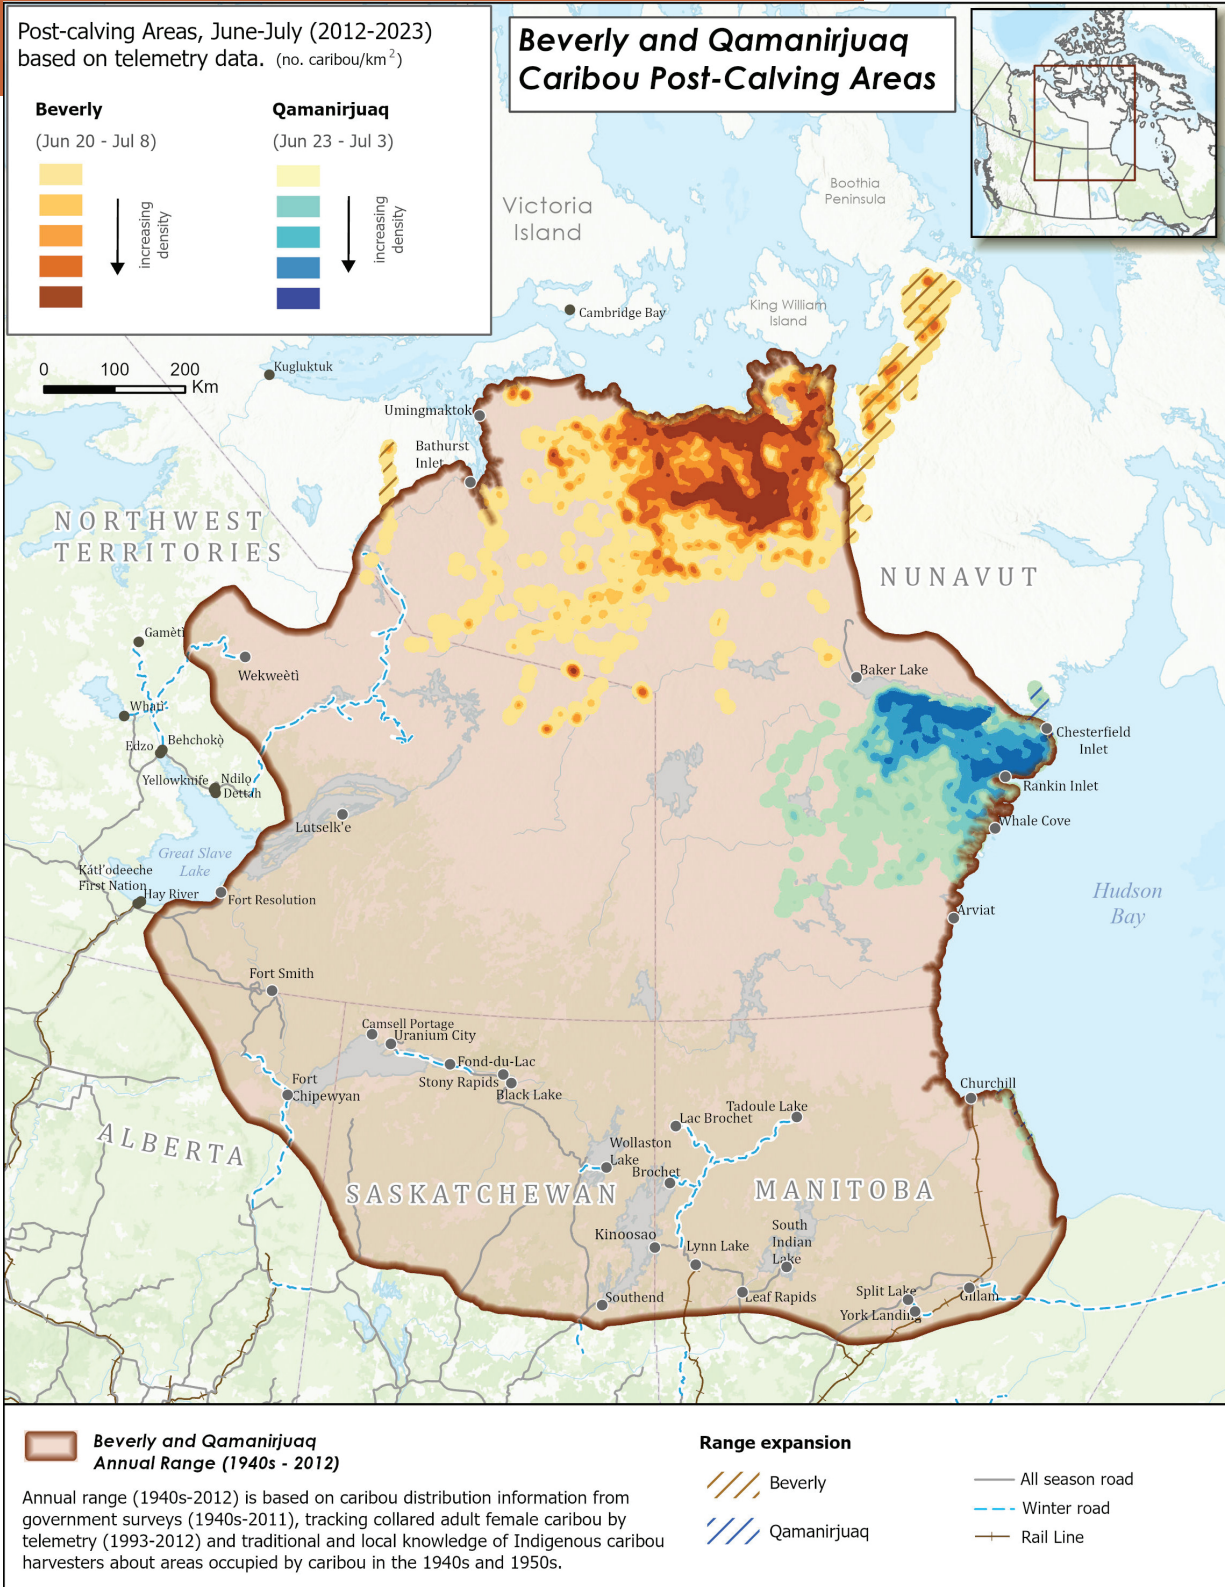 Post-calving Areas, June-July (2012-2023)
based on telemetry data. (no. caribou/km²)
Beverly
(Jun 20 - Jul 8)
increasing
density
Qamanirjuaq
(Jun 23 - Jul 3)
increasing
density
Beverly and Qamanirjuaq
Caribou Post-Calving Areas
Boothia
Peninsula
Victoria
Island
King William
Island
Cambridge Bay
0 100 200
Km
Kugluktuk
Umingmaktok
Bathurst
Inlet
NORTHWEST
TERRITORIES
NUNAVUT
Gamètì
Wekweètì
Baker Lake
Whatì
Edzo
Behchokǫ̀
Chesterfield
Inlet
Yellowknife
Ndilǫ
Dettah
Rankin Inlet
Lutselk'e
Whale Cove
Great Slave
Lake
Kátł'odeeche
First Nation
Hay River
Fort Resolution
Hudson
Bay
Arviat
Fort Smith
Camsell Portage
Uranium City
Fond-du-Lac
Stony Rapids
Black Lake
Fort
Chipewyan
Churchill
Tadoule Lake
Lac Brochet
ALBERTA
Wollaston
Lake
Brochet
SASKATCHEWAN
MANITOBA
Kinoosao
South
Indian
Lake
Lynn Lake
Southend
Leaf Rapids
Split Lake
Gillam
York Landing
Beverly and Qamanirjuaq
Annual Range (1940s - 2012)
Annual range (1940s-2012) is based on caribou distribution information from
government surveys (1940s-2011), tracking collared adult female caribou by
telemetry (1993-2012) and traditional and local knowledge of Indigenous caribou
harvesters about areas occupied by caribou in the 1940s and 1950s.
Range expansion
Beverly
Qamanirjuaq
All season road
Winter road
Rail Line